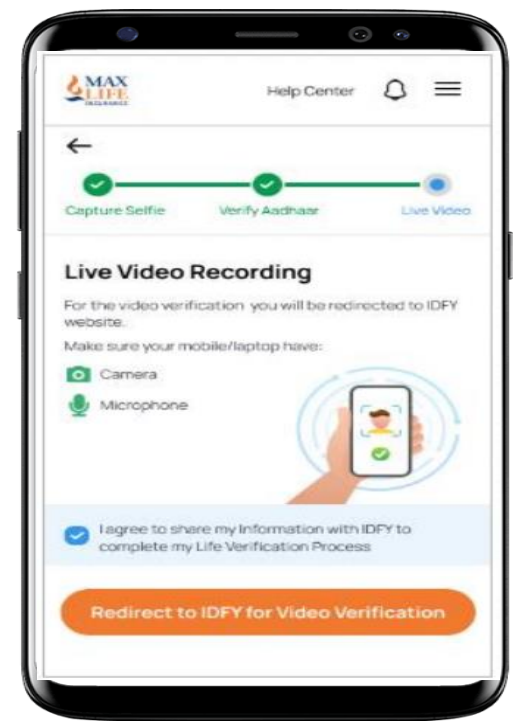 MAX
LIFE
INSURANCE
Help Center
Capture Selfie
Verify Aadhaar
Live Video
Live Video Recording
For the video verification you will be redirected to IDFY
website.
Make sure your mobile/laptop have:
Camera
Microphone
I agree to share my Information with IDFY to
complete my Life Verification Process
Redirect to IDFY for Video Verification